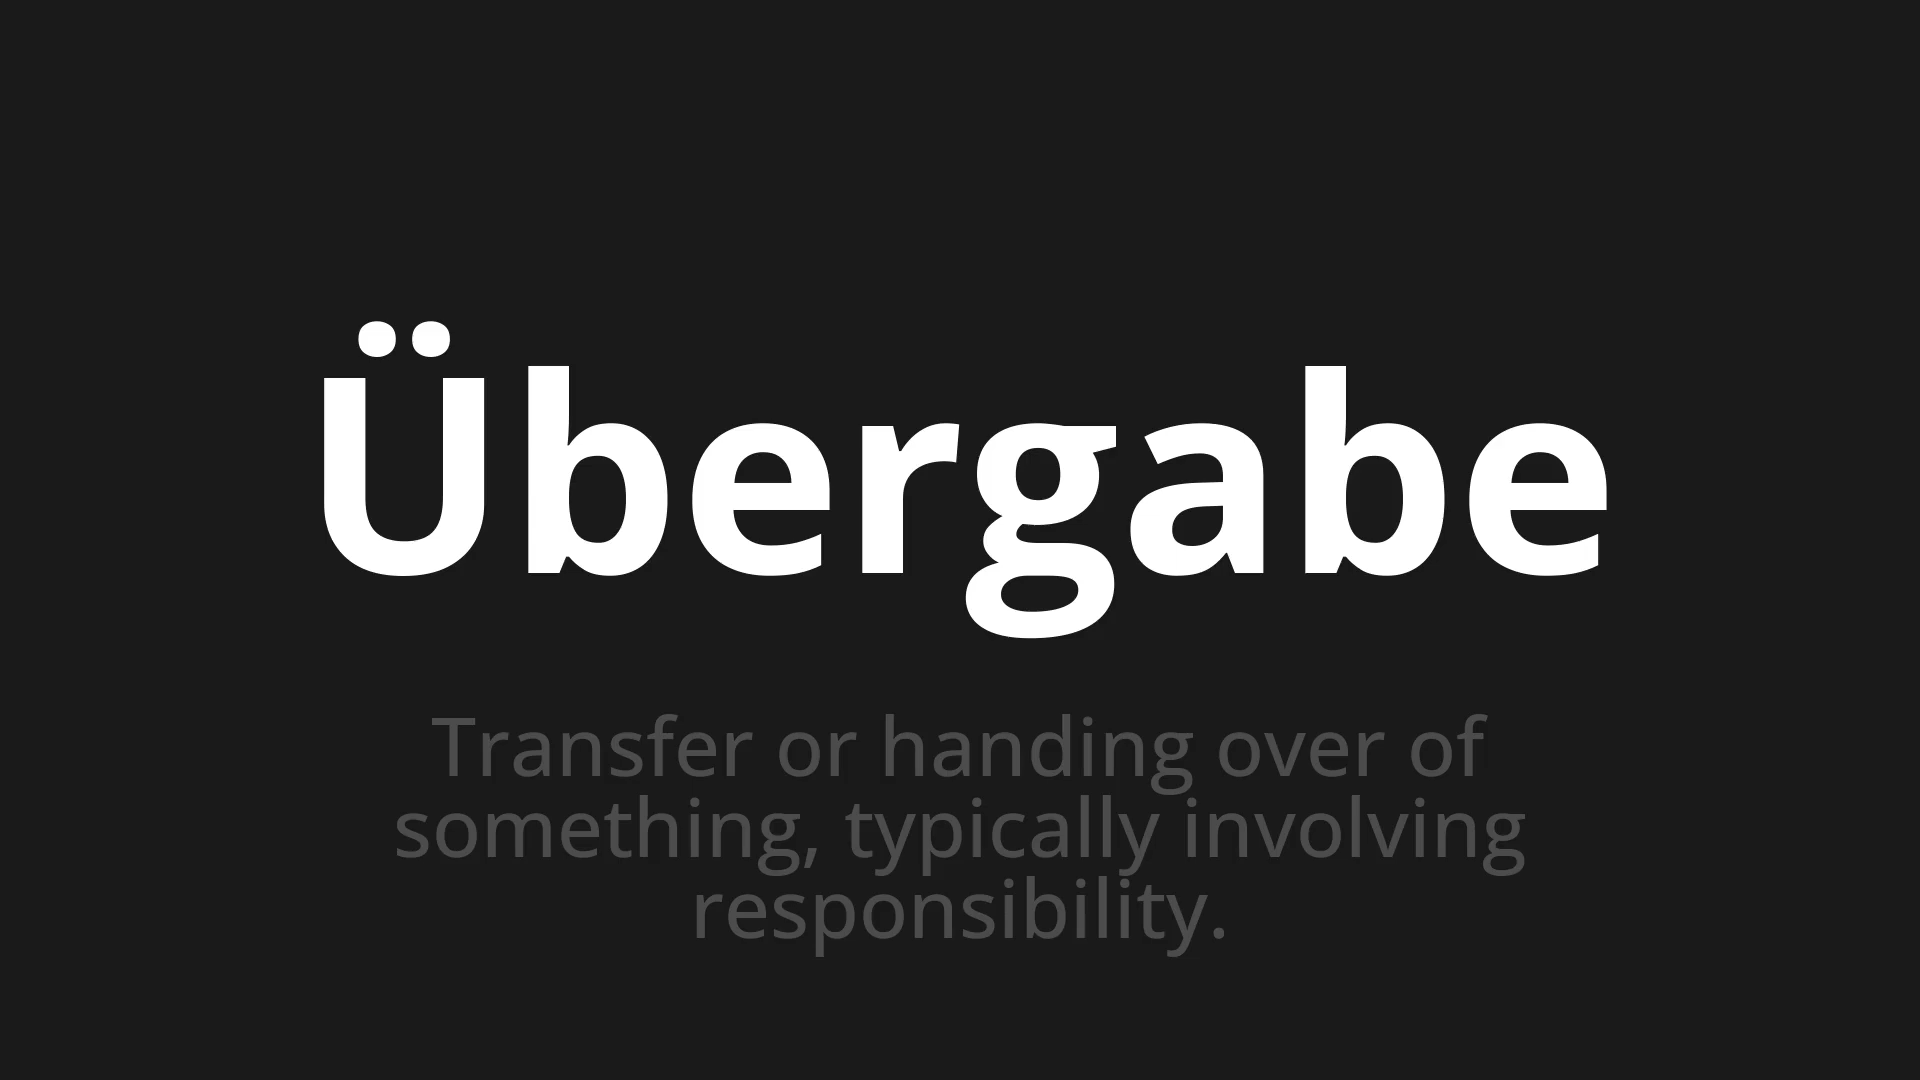 Übergabe
Transfer or handing over of
something, typically involving
responsibility.